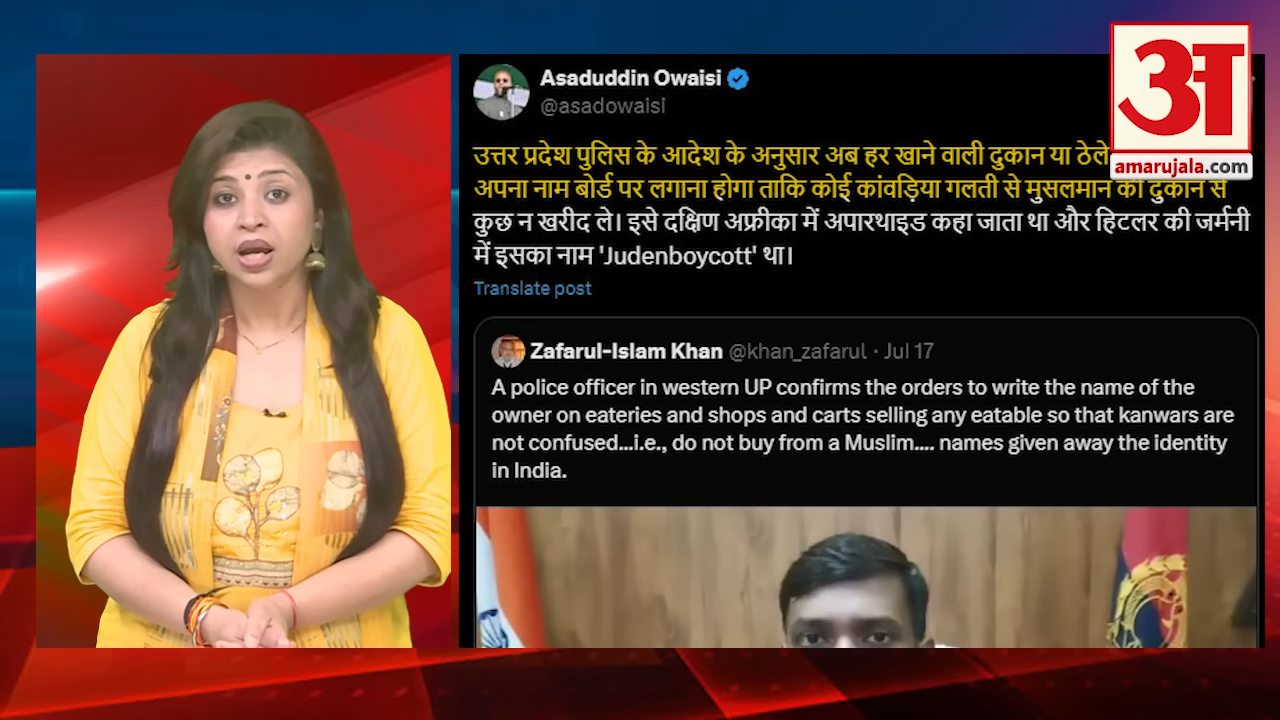 अ
amarujala.com
Asaduddin Owaisi
@asadowaisi
उत्तर प्रदेश पुलिस के आदेश के अनुसार अब हर खाने वाली दुकान या ठेले
अपना नाम बोर्ड पर लगाना होगा ताकि कोई कांवड़िया गलती से मुसलमान की दुकान से
कुछ न खरीद ले। इसे दक्षिण अफ्रीका में अपारथाइड कहा जाता था और हिटलर की जर्मनी
में इसका नाम 'Judenboycott' था।
Translate post
Zafarul-Islam Khan @khan_zafarul · Jul 17
A police officer in western UP confirms the orders to write the name of the
owner on eateries and shops and carts selling any eatable so that kanwars are
not confused...i.e., do not buy from a Muslim.... names given away the identity
in India.